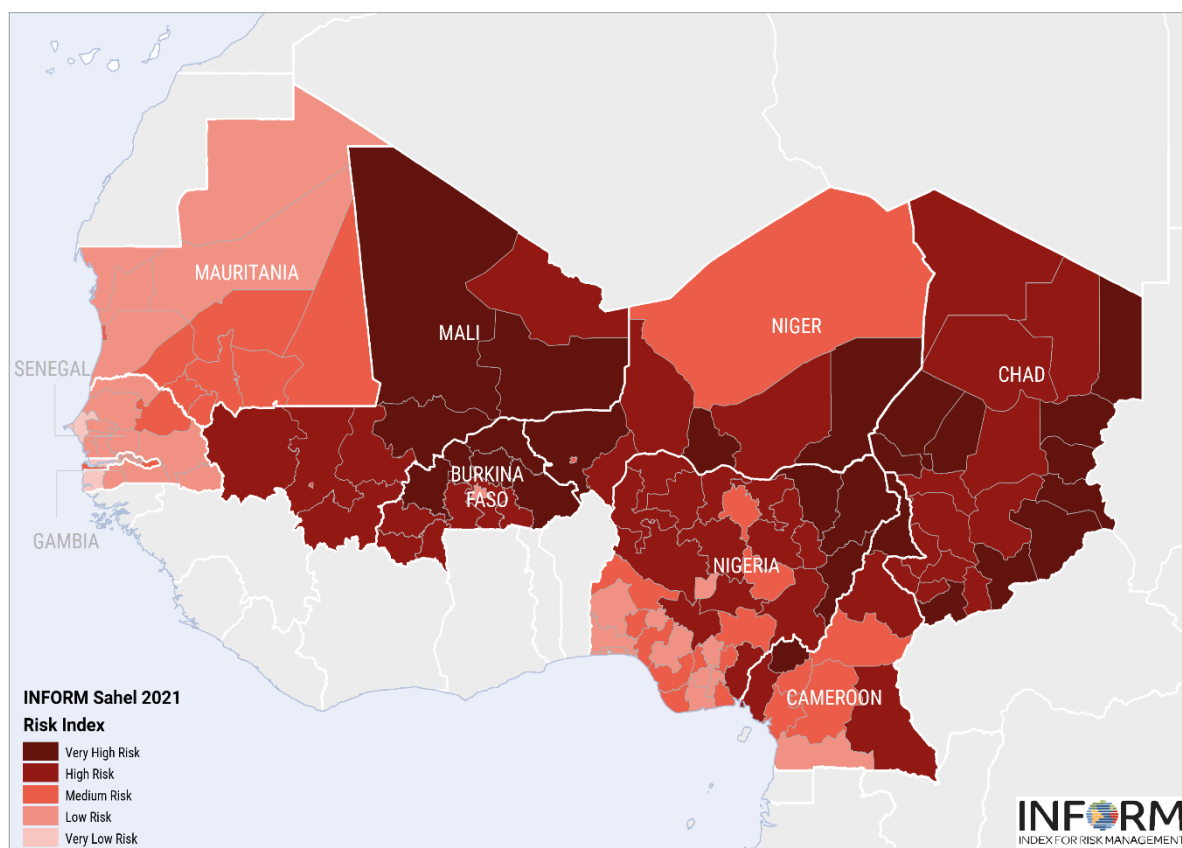 MAURITANIA
MALI
NIGER
CHAD
SENEGAL
BURKINA
FASO
GAMBIA
NIGERIA
CAMEROON
INFORM Sahel 2021
Risk Index
Very High Risk
High Risk
Medium Risk
Low Risk
Very Low Risk
INFORM
INDEX FOR RISK MANAGEMENT